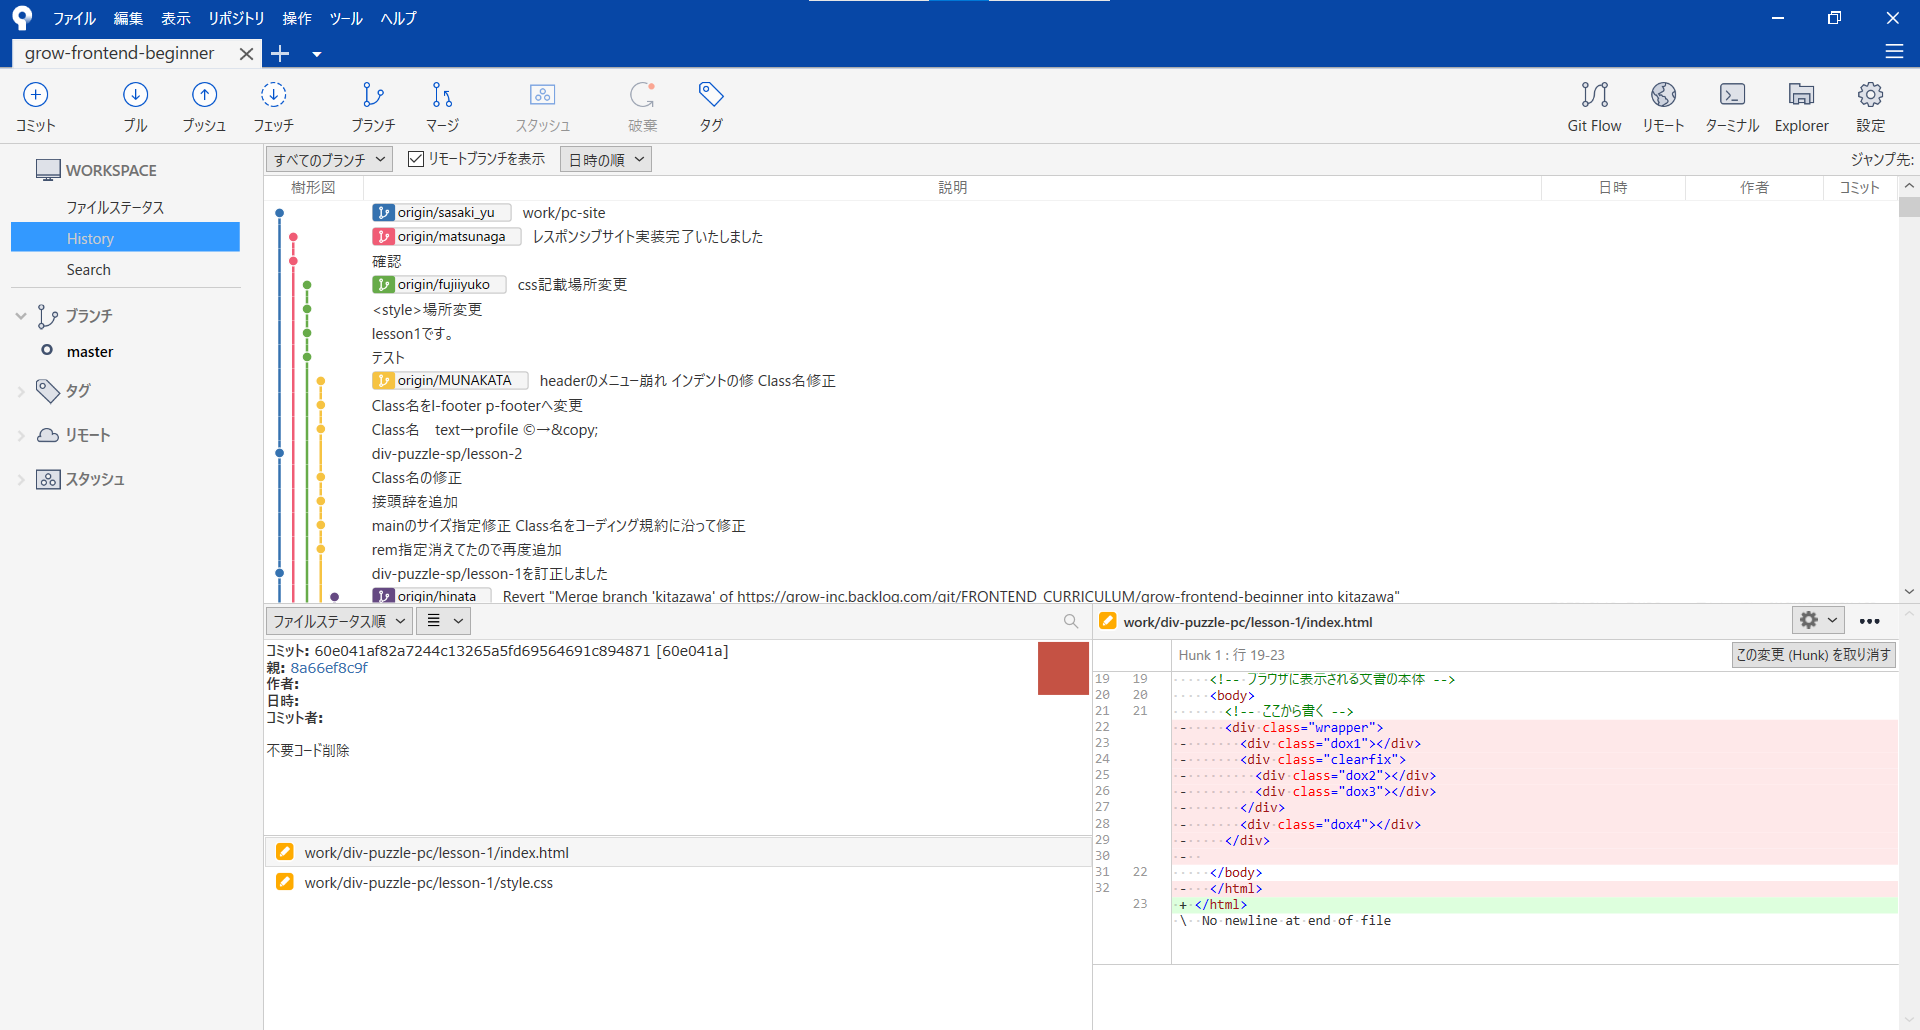 ファイル 編集 表示 リポジトリ 操作 ツール ヘルプ
grow-frontend-beginner
コミット プル プッシュ フェッチ ブランチ マージ スタッシュ 破棄 タグ Git Flow リモート ターミナル Explorer 設定
WORKSPACE
ファイルステータス
History
Search
ブランチ
master
タグ
リモート
スタッシュ
すべてのブランチ リモートブランチを表示 日時の順 ジャンプ先:
樹形図 説明 日時 作者 コミット
origin/sasaki_yu work/pc-site
origin/matsunaga レスポンシブサイト実装完了いたしました
確認
origin/fujiiyuko css記載場所変更
<style>場所変更
lesson1です。
テスト
origin/MUNAKATA headerのメニュー崩れ インデントの修 Class名修正
Class名をl-footer p-footerへ変更
Class名　text→profile ©→&copy;
div-puzzle-sp/lesson-2
Class名の修正
接頭辞を追加
mainのサイズ指定修正 Class名をコーディング規約に沿って修正
rem指定消えてたので再度追加
div-puzzle-sp/lesson-1を訂正しました
origin/hinata Revert "Merge branch 'kitazawa' of https://grow-inc.backlog.com/git/FRONTEND_CURRICULUM/grow-frontend-beginner into kitazawa"
ファイルステータス順
コミット: 60e041af82a7244c13265a5fd69564691c894871 [60e041a]
親: 8a66ef8c9f
作者:
日時:
コミット者:
不要コード削除
work/div-puzzle-pc/lesson-1/index.html
work/div-puzzle-pc/lesson-1/style.css
work/div-puzzle-pc/lesson-1/index.html
Hunk 1 : 行 19-23 この変更 (Hunk) を取り消す
19 19 <!-- ブラウザに表示される文書の本体 -->
20 20 <body>
21 21 <!-- ここから書く -->
22 - <div class="wrapper">
23 - <div class="dox1"></div>
24 - <div class="clearfix">
25 - <div class="dox2"></div>
26 - <div class="dox3"></div>
27 - </div>
28 - <div class="dox4"></div>
29 - </div>
30 -
31 22 </body>
32 - </html>
23 + </html>
\ No newline at end of file